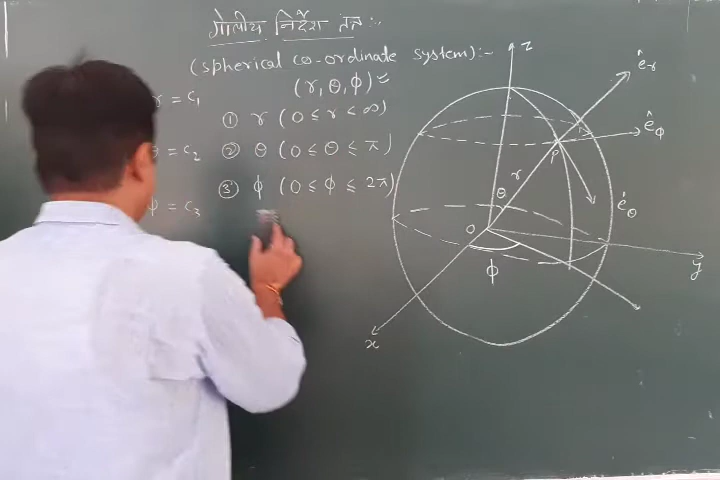 गोलीय निर्देश तंत्र :-
(spherical co-ordinate system):-
(r, θ, ϕ)
r = c₁
① r (0 ≤ r < ∞)
= c₂
② θ (0 ≤ θ ≤ π)
ϕ = c₃
③ ϕ (0 ≤ ϕ ≤ 2π)
z
ê_r
ê_ϕ
P
r
θ
ê_θ
O
ϕ
y
x